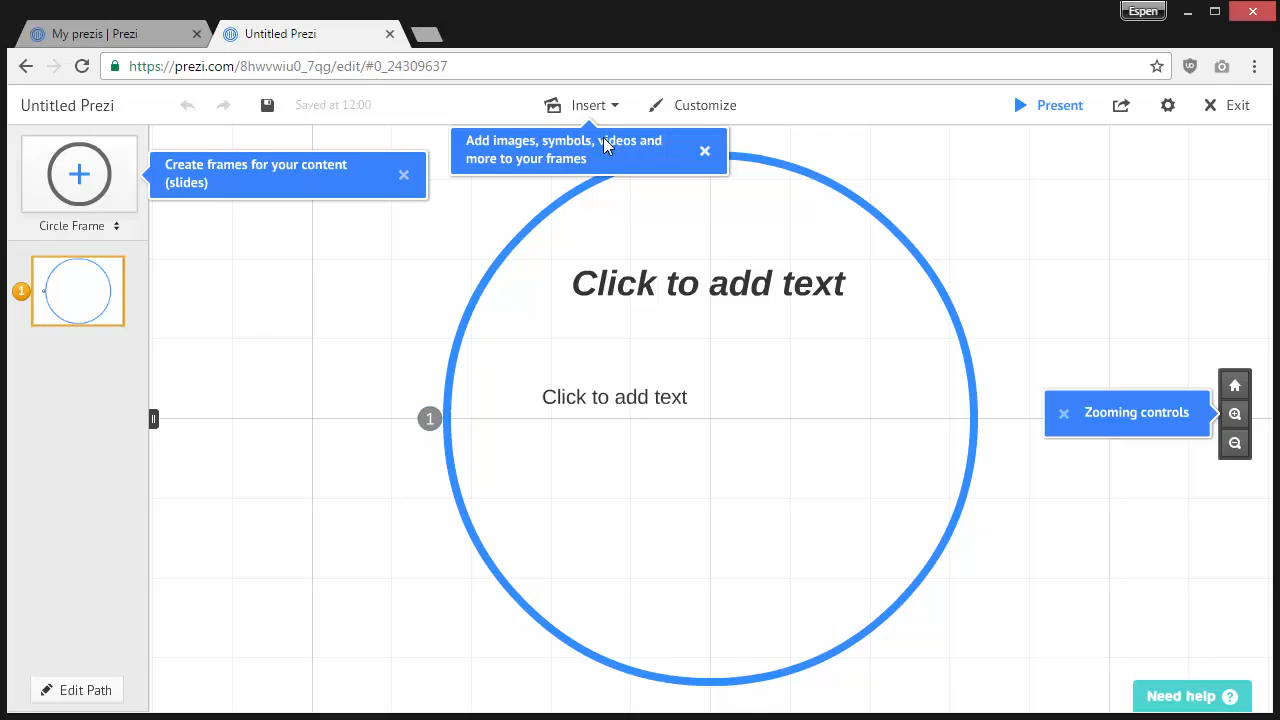 Espen
My prezis | Prezi
Untitled Prezi
https://prezi.com/8hwvwiu0_7qg/edit/#0_24309637
Untitled Prezi
Saved at 12:00
Insert
Customize
Present
Exit
Add images, symbols, videos and
more to your frames
Create frames for your content
(slides)
Circle Frame
1
Click to add text
Click to add text
1
Zooming controls
Edit Path
Need help ?